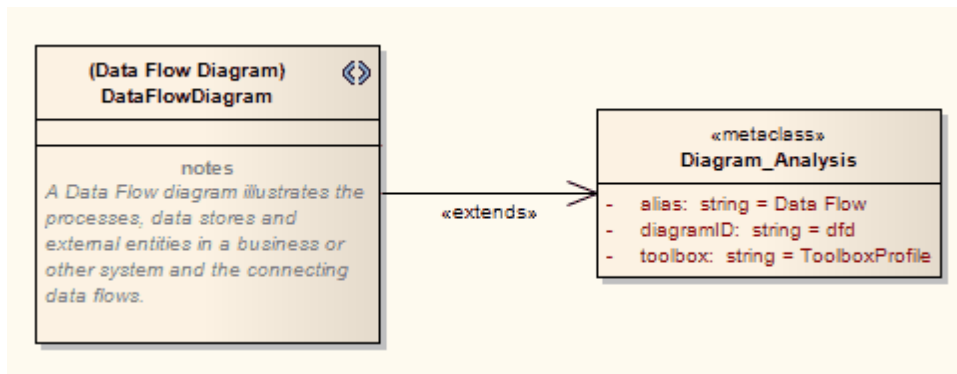 (Data Flow Diagram)
DataFlowDiagram
notes
A Data Flow diagram illustrates the
processes, data stores and
external entities in a business or
other system and the connecting
data flows.
«extends»
«metaclass»
Diagram_Analysis
- alias: string = Data Flow
- diagramID: string = dfd
- toolbox: string = ToolboxProfile